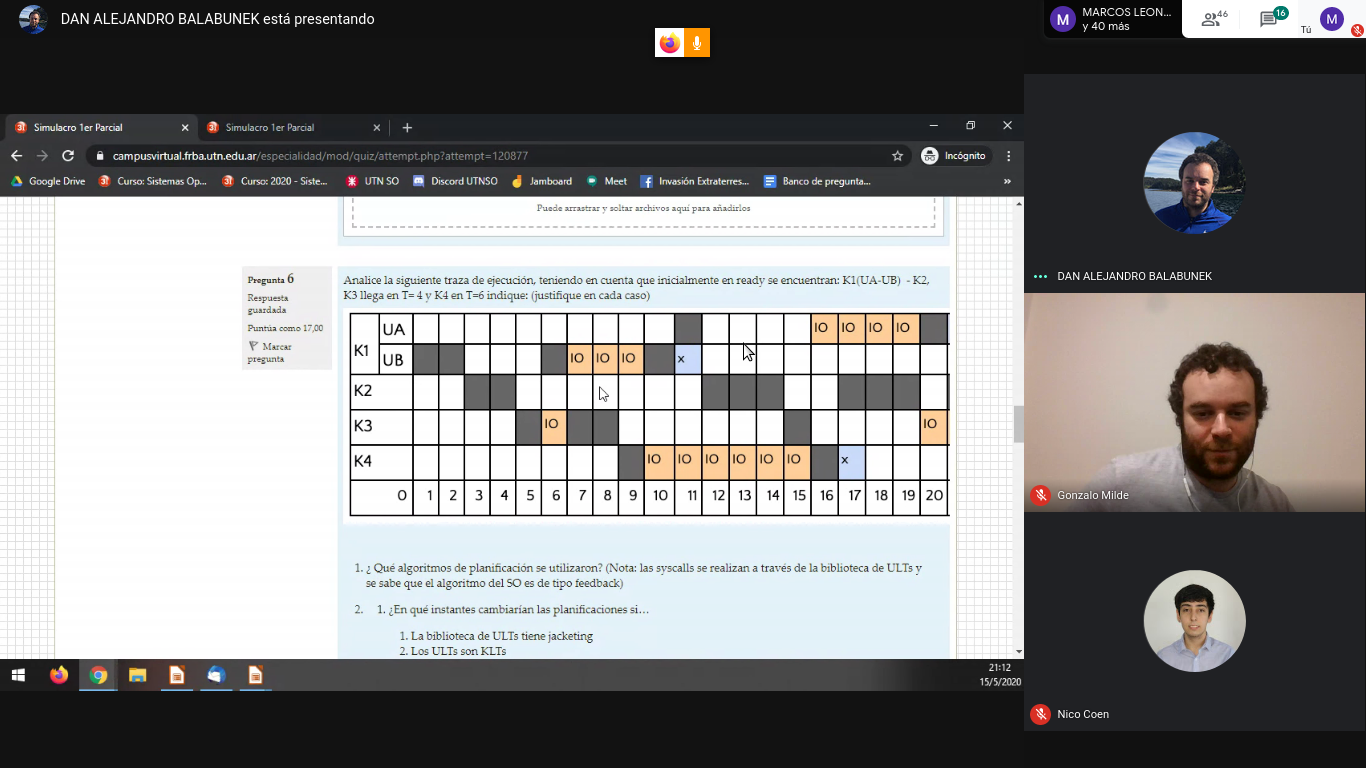 DAN ALEJANDRO BALABUNEK está presentando
M MARCOS LEON...
y 40 más
46
16
Tú
M
Simulacro 1er Parcial
Simulacro 1er Parcial
campusvirtual.frba.utn.edu.ar/especialidad/mod/quiz/attempt.php?attempt=120877
Incógnito
Google Drive
Curso: Sistemas Op...
Curso: 2020 - Siste...
UTN SO
Discord UTNSO
Jamboard
Meet
Invasión Extraterres...
Banco de pregunta...
»
Puede arrastrar y soltar archivos aquí para añadirlos
Pregunta 6
Respuesta
guardada
Puntúa como 17,00
Marcar
pregunta
Analice la siguiente traza de ejecución, teniendo en cuenta que inicialmente en ready se encuentran: K1(UA-UB) - K2,
K3 llega en T= 4 y K4 en T=6 indique: (justifique en cada caso)
K1 UA IO IO IO IO
UB IO IO IO x
K2
K3 IO IO
K4 IO IO IO IO IO IO x
0 1 2 3 4 5 6 7 8 9 10 11 12 13 14 15 16 17 18 19 20
1. ¿ Qué algoritmos de planificación se utilizaron? (Nota: las syscalls se realizan a través de la biblioteca de ULTs y
se sabe que el algoritmo del SO es de tipo feedback)
2. 1. ¿En qué instantes cambiarían las planificaciones si…
1. La biblioteca de ULTs tiene jacketing
2. Los ULTs son KLTs
21:12
15/5/2020
DAN ALEJANDRO BALABUNEK
Gonzalo Milde
Nico Coen